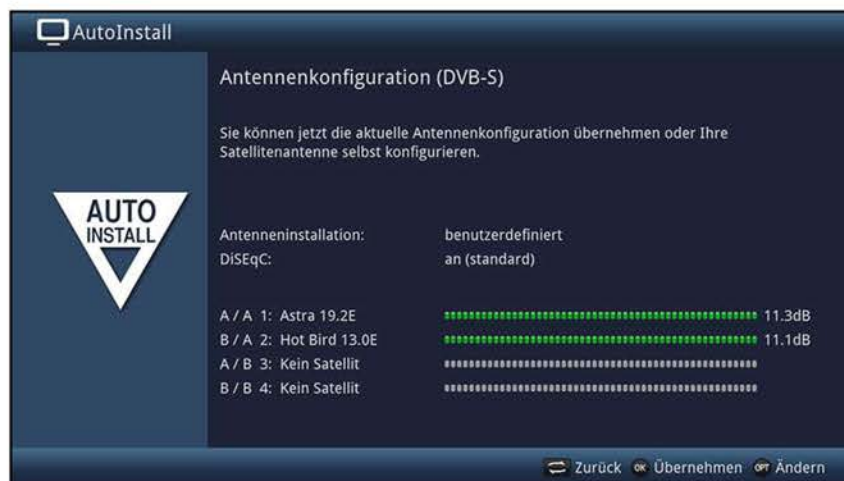 AutoInstall
Antennenkonfiguration (DVB-S)
Sie können jetzt die aktuelle Antennenkonfiguration übernehmen oder Ihre
Satellitenantenne selbst konfigurieren.
AUTO
INSTALL
Antenneninstallation: benutzerdefiniert
DiSEqC: an (standard)
A / A 1: Astra 19.2E 11.3dB
B / A 2: Hot Bird 13.0E 11.1dB
A / B 3: Kein Satellit
B / B 4: Kein Satellit
Zurück OK Übernehmen OPT Ändern